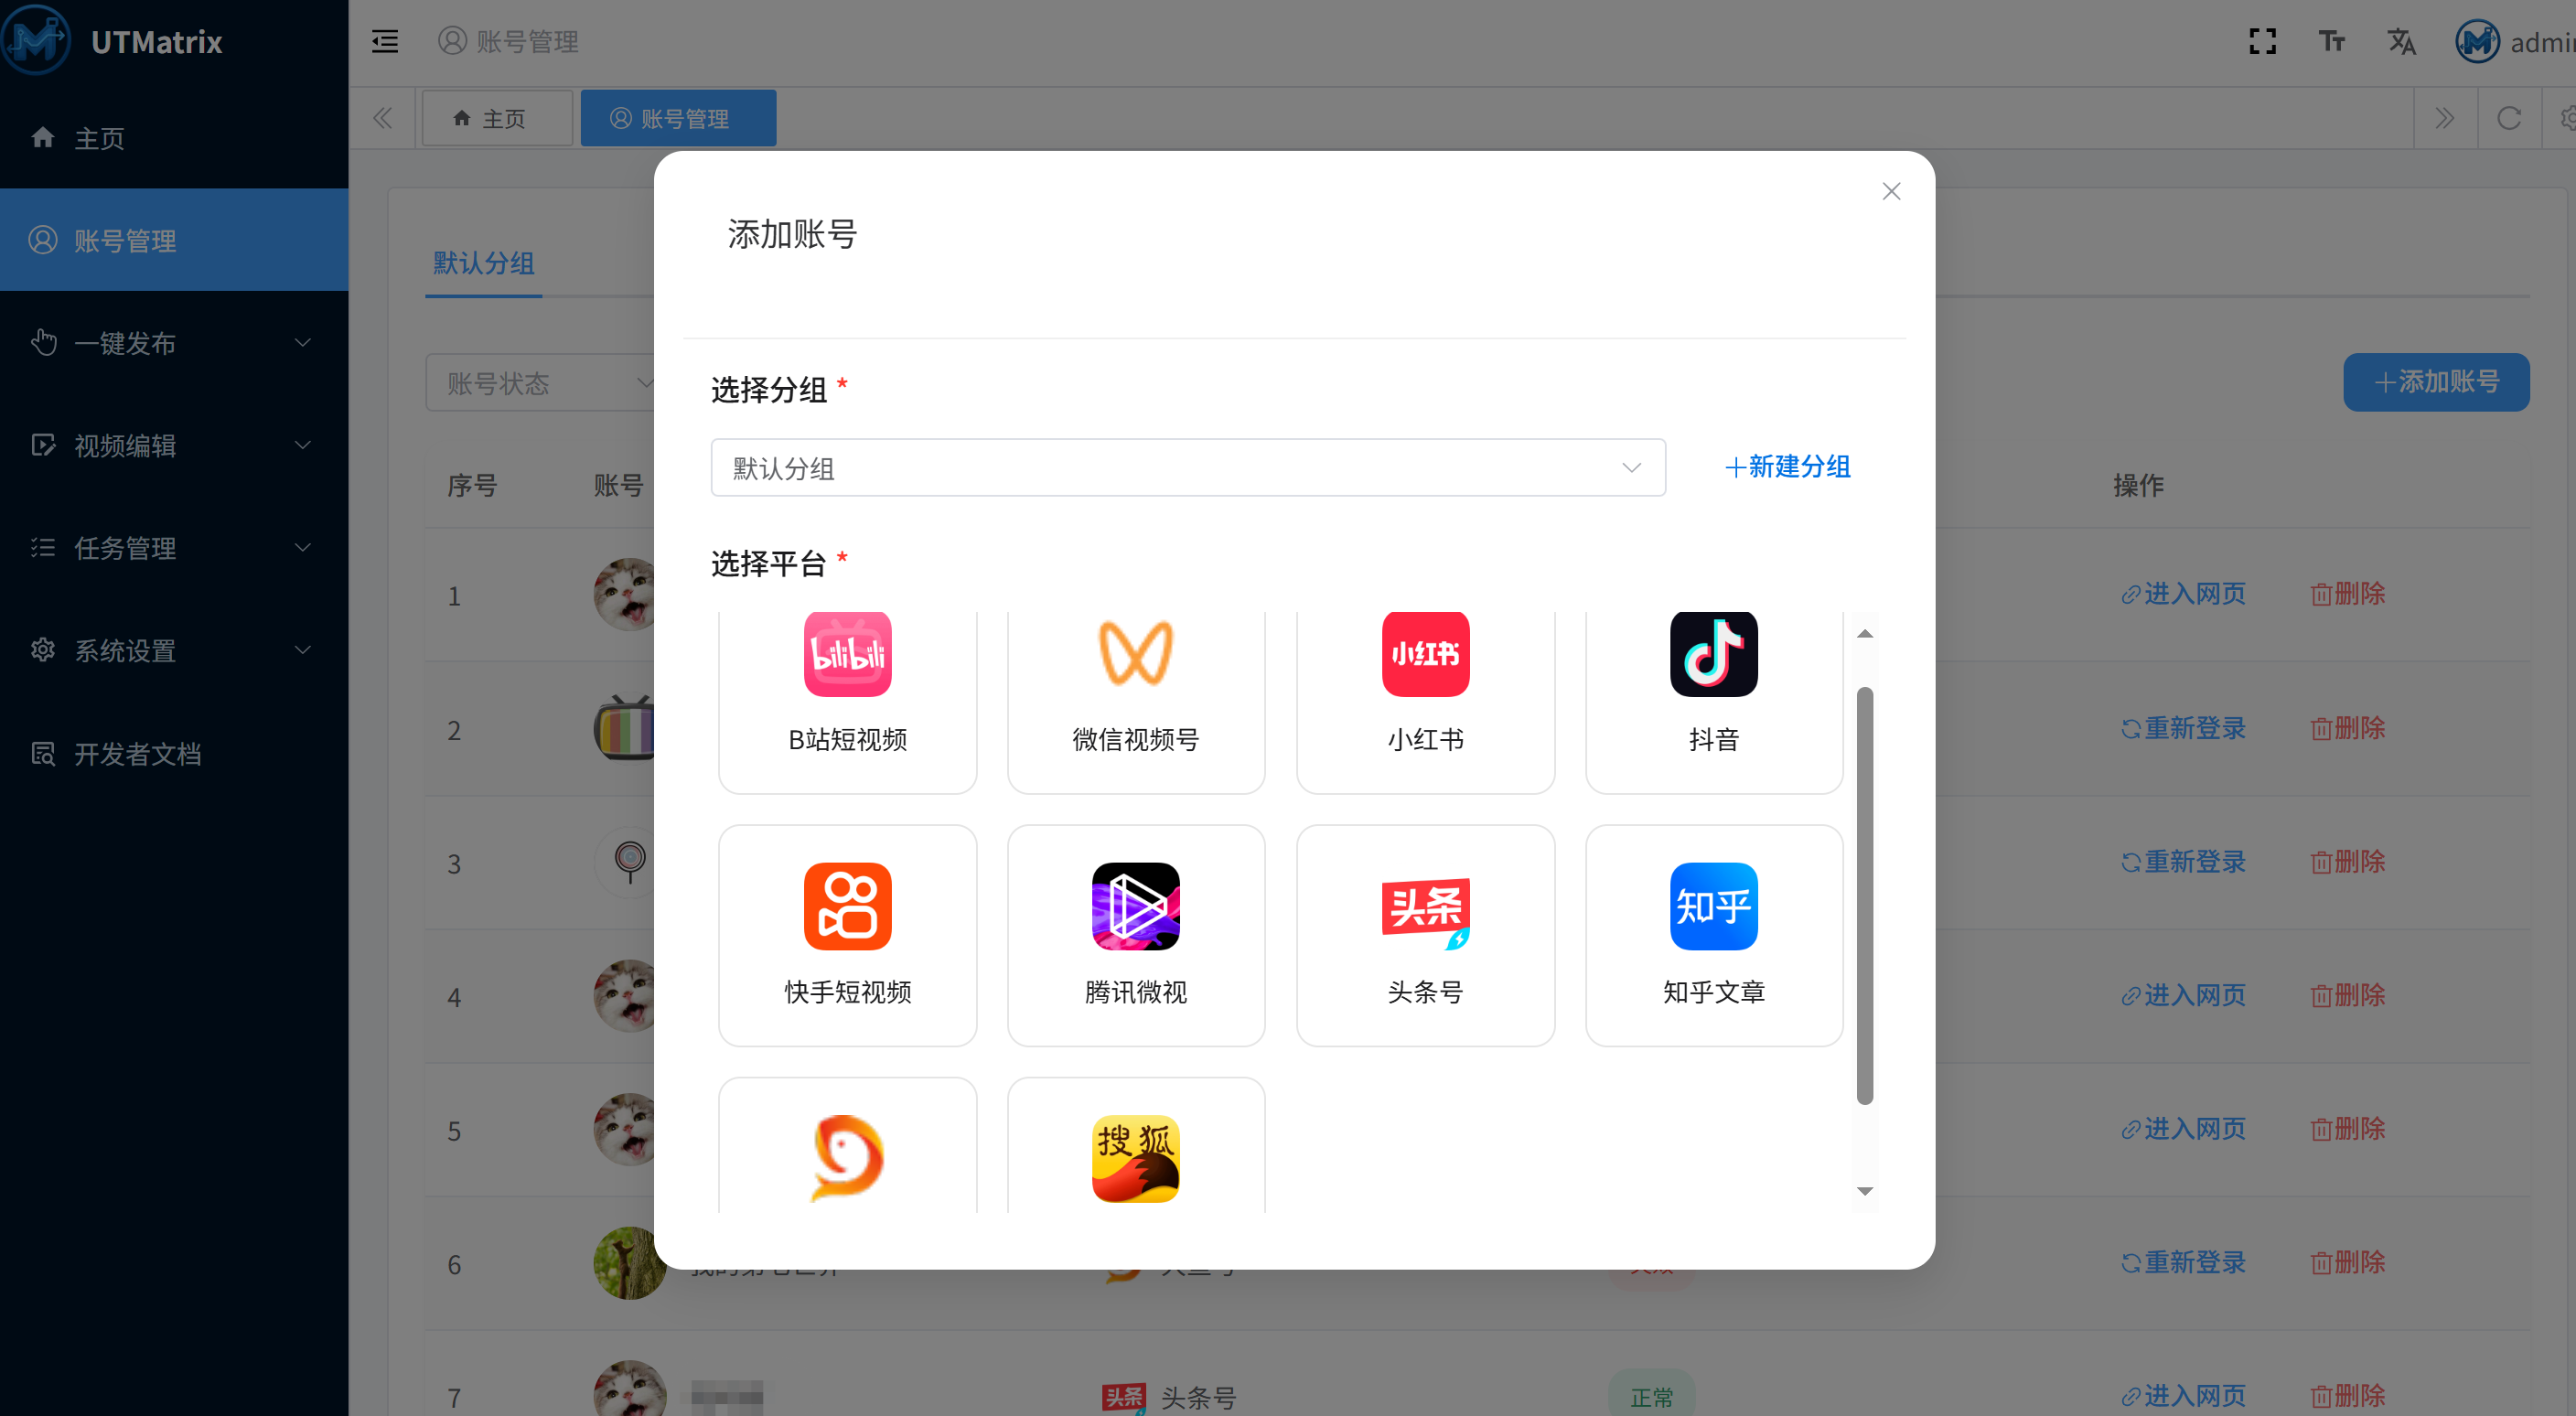 UTMatrix
账号管理
admi
主页
账号管理
主页
账号管理
一键发布
视频编辑
任务管理
系统设置
开发者文档
默认分组
账号状态
添加账号
序号
账号
操作
添加账号
选择分组 *
默认分组
新建分组
选择平台 *
bilibili
小红书
B站短视频
微信视频号
小红书
抖音
头条
知乎
快手短视频
腾讯微视
头条号
知乎文章
搜狐
1
进入网页
删除
2
重新登录
删除
3
重新登录
删除
4
进入网页
删除
5
进入网页
删除
6
重新登录
删除
7
头条
头条号
正常
进入网页
删除